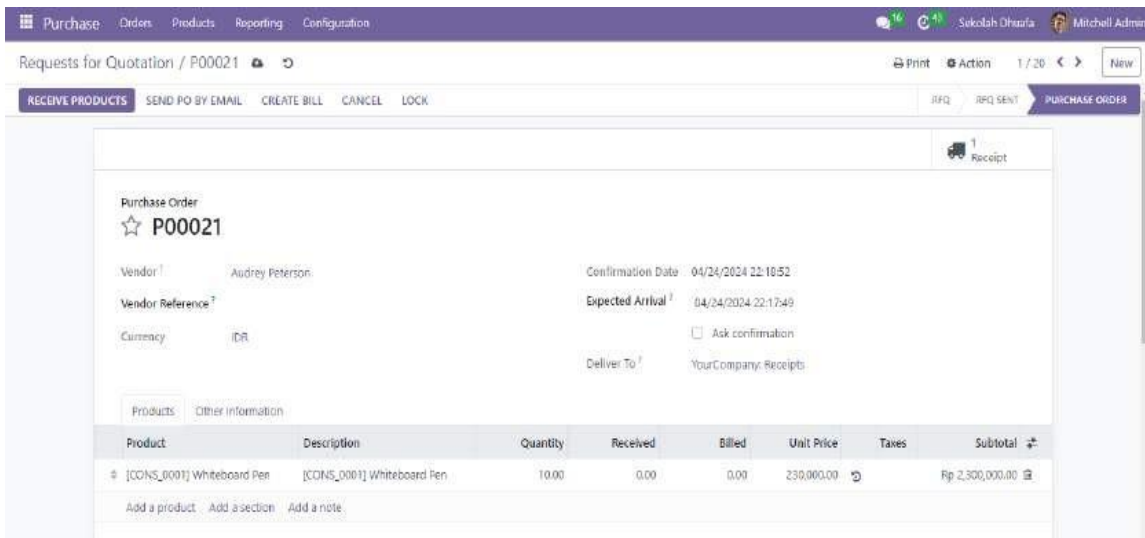 Purchase Orders Products Reporting Configuration 16 43 Sekolah Dhuafa Mitchell Admin
Requests for Quotation / P00021 Print Action 1 / 20 New
RECEIVE PRODUCTS SEND PO BY EMAIL CREATE BILL CANCEL LOCK RFQ RFQ SENT PURCHASE ORDER
1
Receipt
Purchase Order
P00021
Vendor ? Audrey Peterson Confirmation Date 04/24/2024 22:18:52
Vendor Reference ? Expected Arrival ? 04/24/2024 22:17:49
Currency IDR Ask confirmation
Deliver To ? YourCompany: Receipts
Products Other Information
Product Description Quantity Received Billed Unit Price Taxes Subtotal
[CONS_0001] Whiteboard Pen [CONS_0001] Whiteboard Pen 10.00 0.00 0.00 230,000.00 Rp 2,300,000.00
Add a product Add a section Add a note